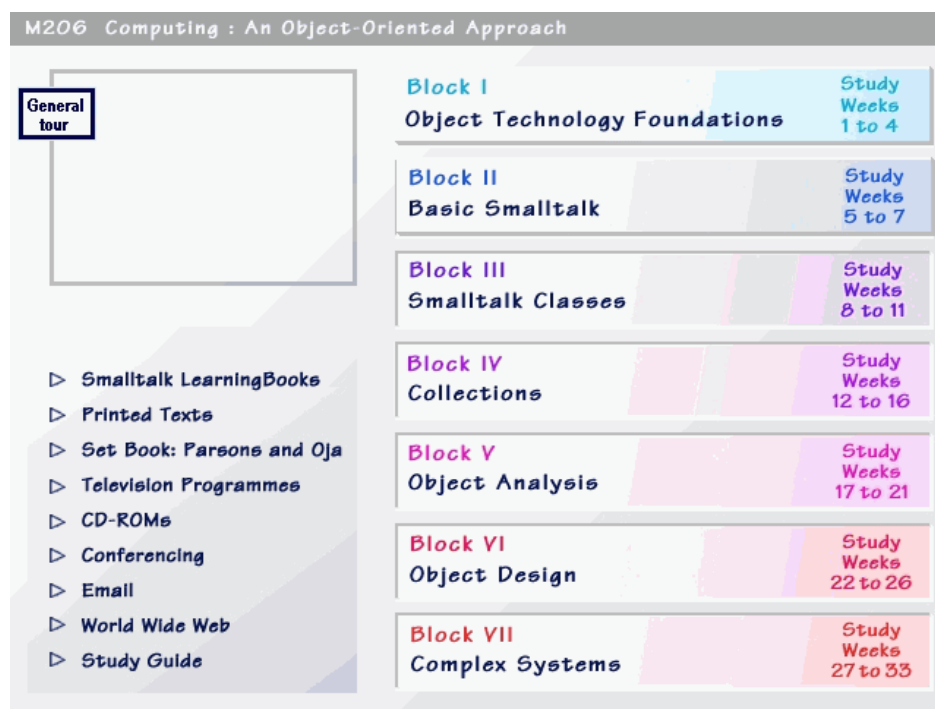 M206 Computing : An Object-Oriented Approach
General
tour
Smalltalk LearningBooks
Printed Texts
Set Book: Parsons and Oja
Television Programmes
CD-ROMs
Conferencing
Email
World Wide Web
Study Guide
Block I
Object Technology Foundations
Study
Weeks
1 to 4
Block II
Basic Smalltalk
Study
Weeks
5 to 7
Block III
Smalltalk Classes
Study
Weeks
8 to 11
Block IV
Collections
Study
Weeks
12 to 16
Block V
Object Analysis
Study
Weeks
17 to 21
Block VI
Object Design
Study
Weeks
22 to 26
Block VII
Complex Systems
Study
Weeks
27 to 33